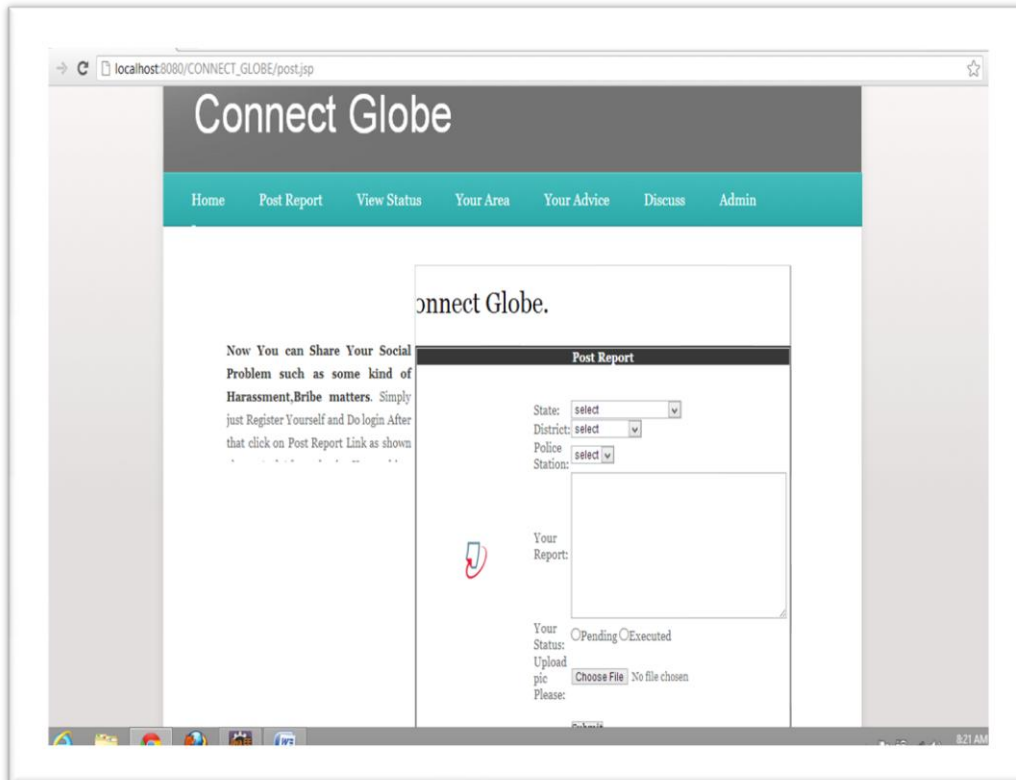 localhost:8080/CONNECT_GLOBE/post.jsp
Connect Globe
Home Post Report View Status Your Area Your Advice Discuss Admin
onnect Globe.
Now You can Share Your Social
Problem such as some kind of
Harassment,Bribe matters. Simply
just Register Yourself and Do login After
that click on Post Report Link as shown
Post Report
State: select
District: select
Police
Station: select
Your
Report:
Your
Status: Pending Executed
Upload
pic
Please: Choose File No file chosen
Submit
8:21 AM